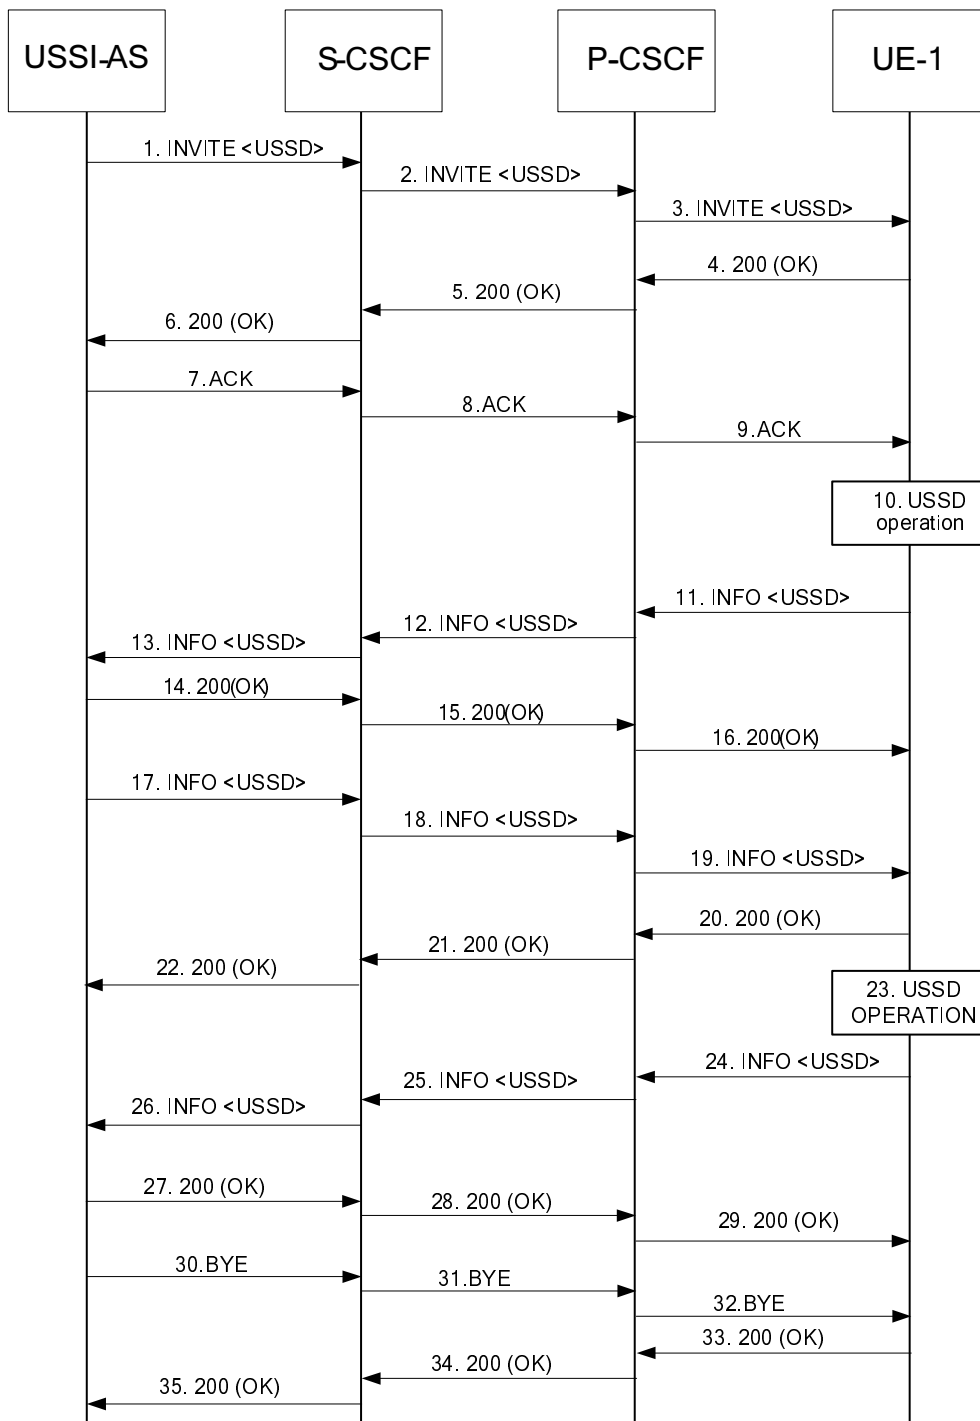 USSI-AS
S-CSCF
P-CSCF
UE-1
1. INVITE <USSD>
2. INVITE <USSD>
3. INVITE <USSD>
4. 200 (OK)
5. 200 (OK)
6. 200 (OK)
7.ACK
8.ACK
9.ACK
10. USSD
operation
11. INFO <USSD>
12. INFO <USSD>
13. INFO <USSD>
14. 200(OK)
15. 200(OK)
16. 200(OK)
17. INFO <USSD>
18. INFO <USSD>
19. INFO <USSD>
20. 200 (OK)
21. 200 (OK)
22. 200 (OK)
23. USSD
OPERATION
24. INFO <USSD>
25. INFO <USSD>
26. INFO <USSD>
27. 200 (OK)
28. 200 (OK)
29. 200 (OK)
30.BYE
31.BYE
32.BYE
33. 200 (OK)
34. 200 (OK)
35. 200 (OK)